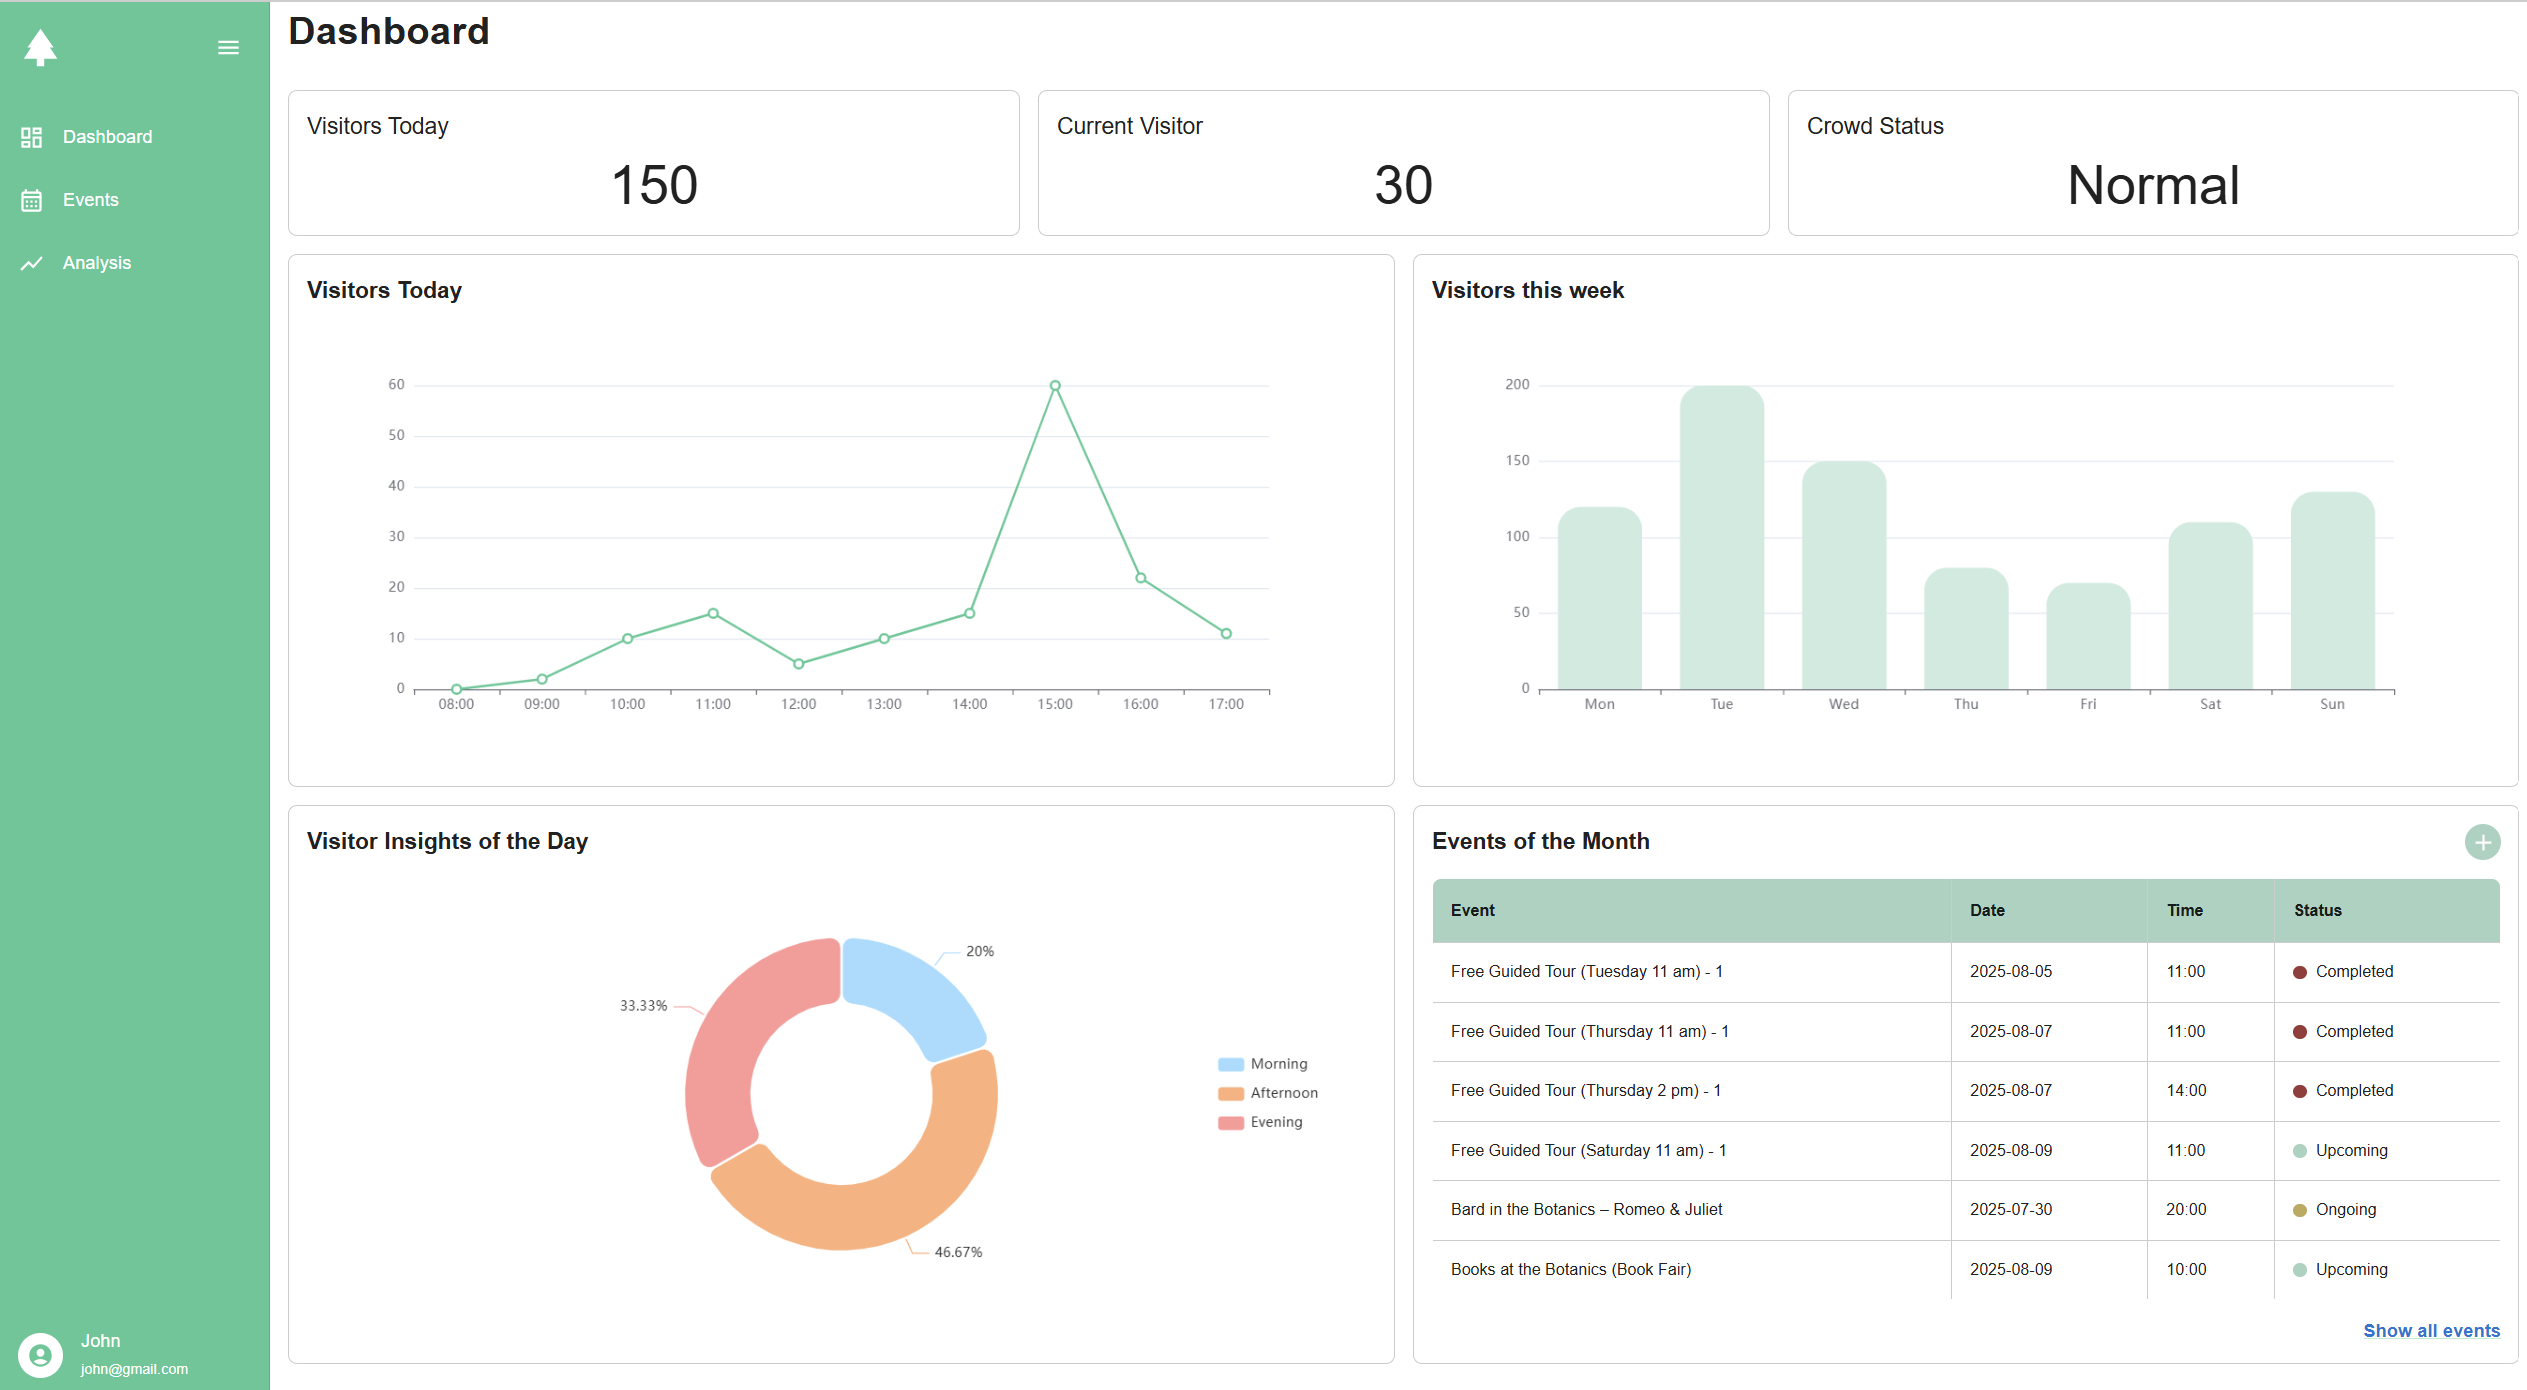 Dashboard
Dashboard
Events
Analysis
John
john@gmail.com
Visitors Today
150
Current Visitor
30
Crowd Status
Normal
Visitors Today
60
50
40
30
20
10
0
08:00 09:00 10:00 11:00 12:00 13:00 14:00 15:00 16:00 17:00
Visitors this week
200
150
100
50
0
Mon Tue Wed Thu Fri Sat Sun
Visitor Insights of the Day
20%
33.33%
46.67%
Morning
Afternoon
Evening
Events of the Month
Event Date Time Status
Free Guided Tour (Tuesday 11 am) - 1 2025-08-05 11:00 Completed
Free Guided Tour (Thursday 11 am) - 1 2025-08-07 11:00 Completed
Free Guided Tour (Thursday 2 pm) - 1 2025-08-07 14:00 Completed
Free Guided Tour (Saturday 11 am) - 1 2025-08-09 11:00 Upcoming
Bard in the Botanics – Romeo & Juliet 2025-07-30 20:00 Ongoing
Books at the Botanics (Book Fair) 2025-08-09 10:00 Upcoming
Show all events